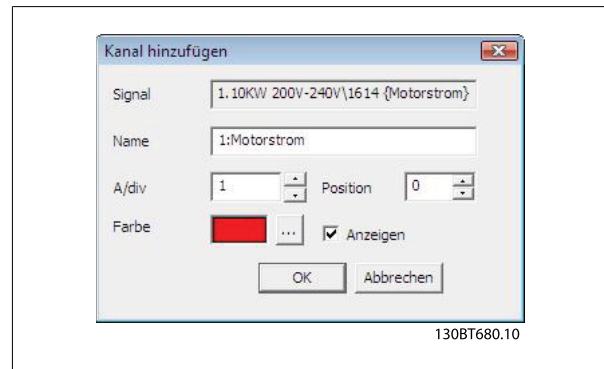 Kanal hinzufügen
Signal 1.10KW 200V-240V\1614 {Motorstrom}
Name 1:Motorstrom
A/div 1 Position 0
Farbe ... Anzeigen
OK Abbrechen
130BT680.10